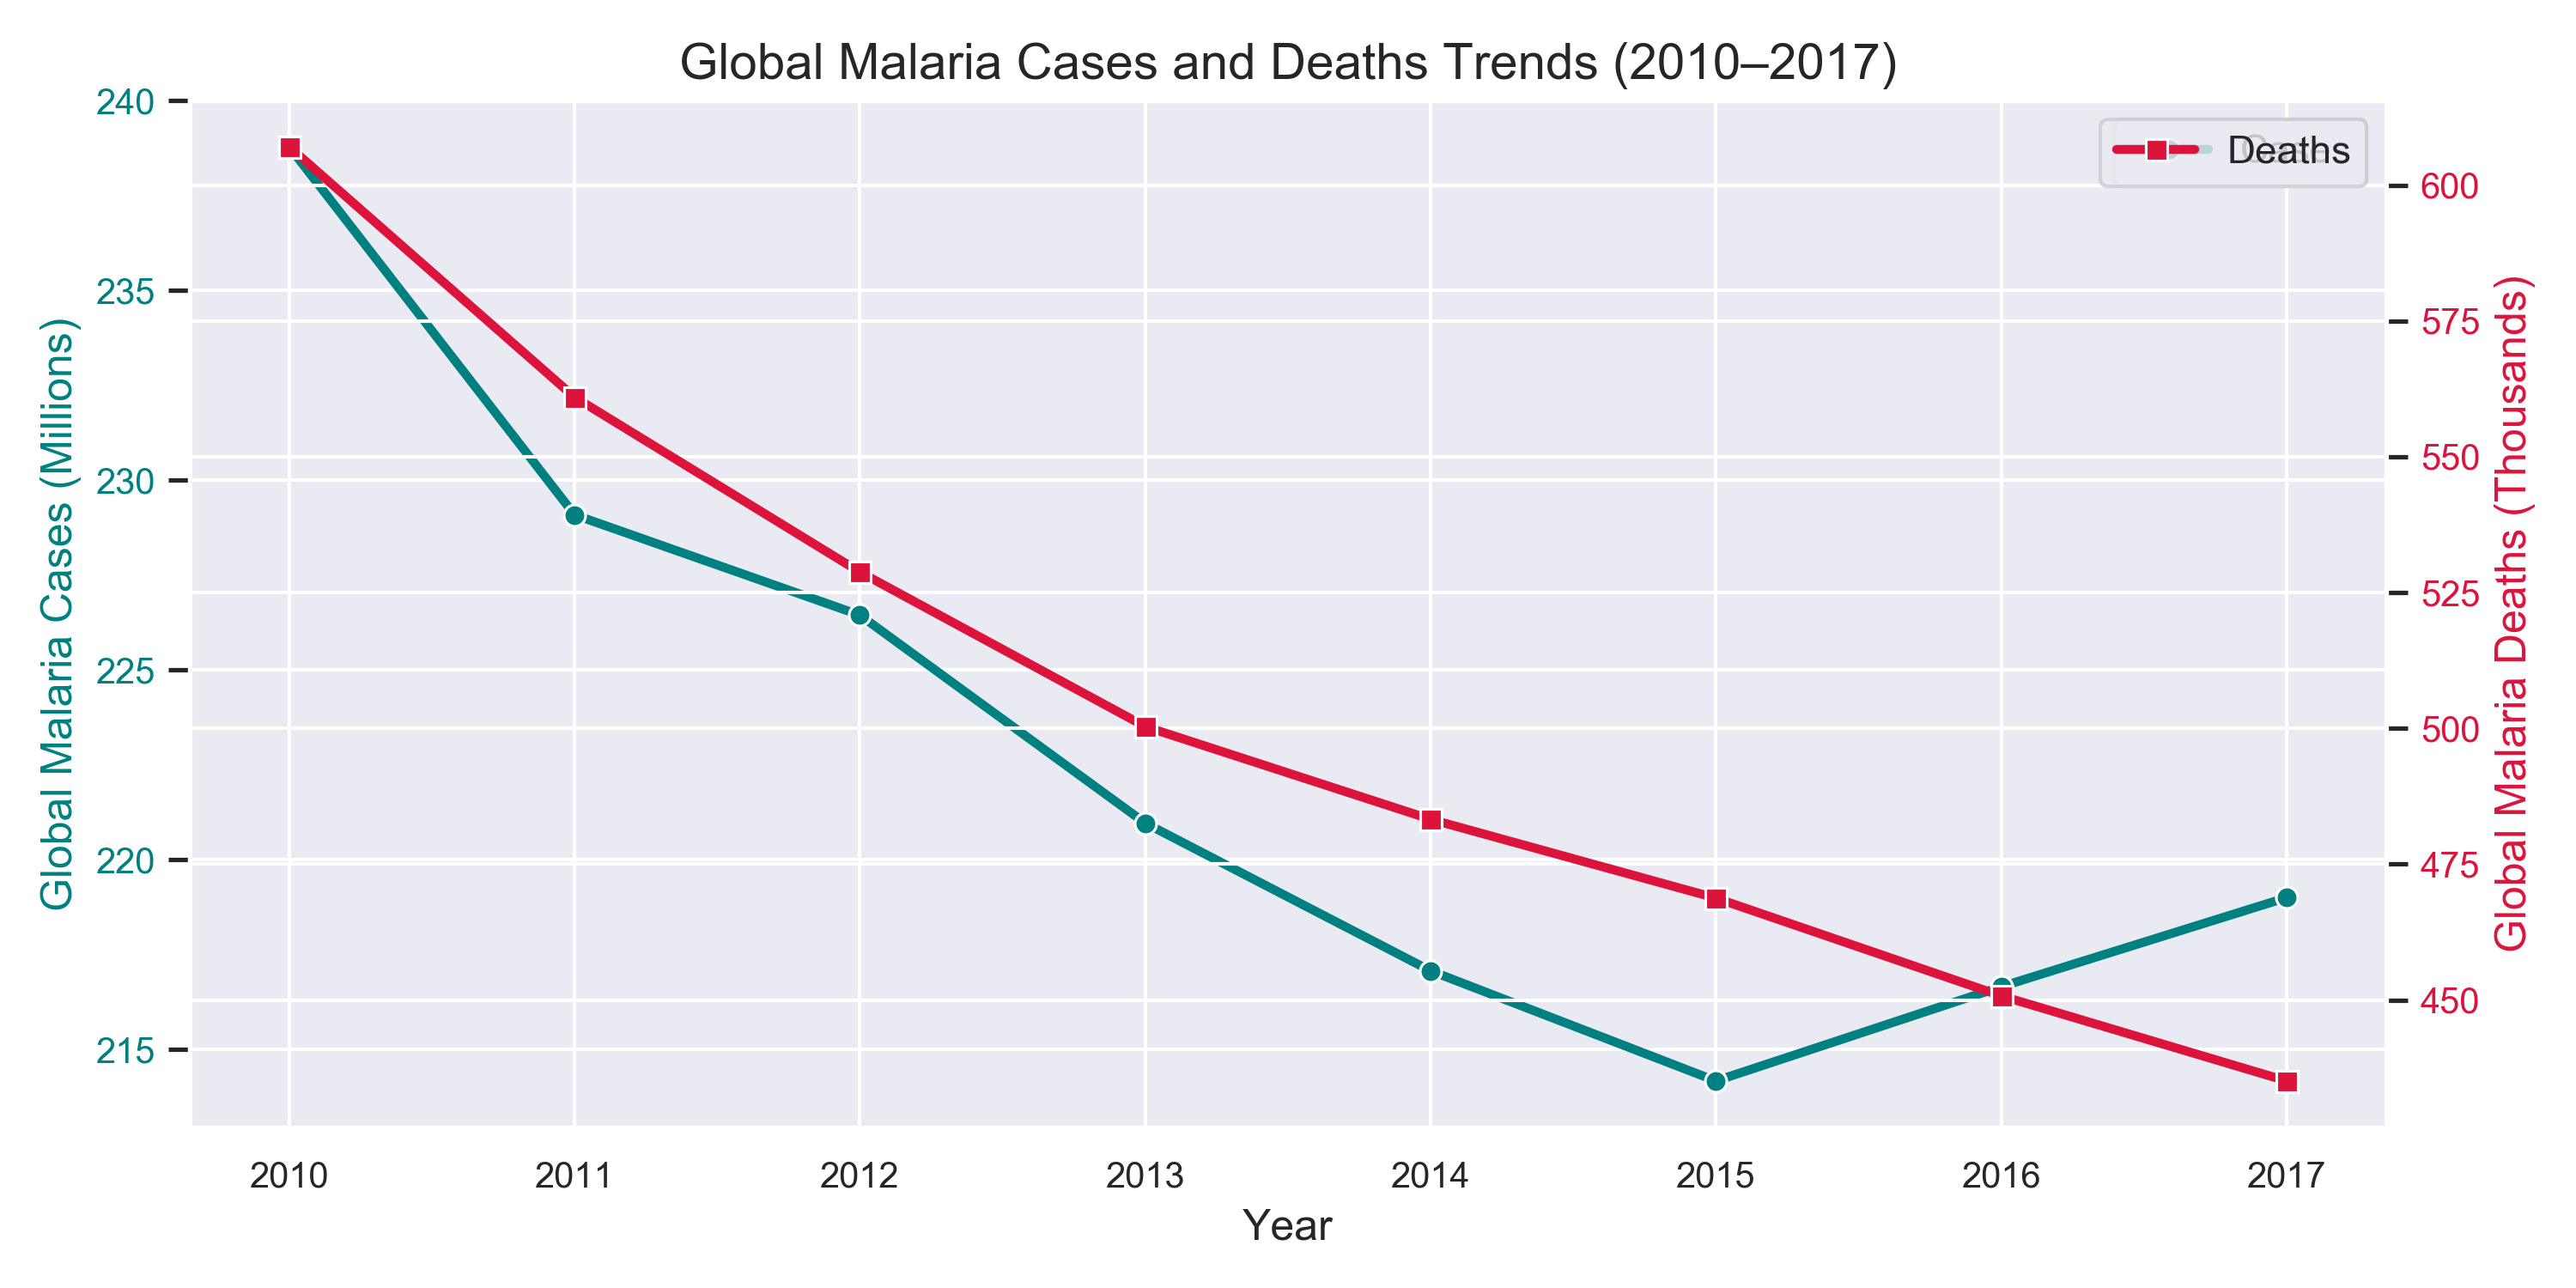 Global Malaria Cases and Deaths Trends (2010–2017)
Global Malaria Cases (Millions)
240
235
230
225
220
215
Deaths
600
575
550
525
500
475
450
Global Malaria Deaths (Thousands)
2010 2011 2012 2013 2014 2015 2016 2017
Year